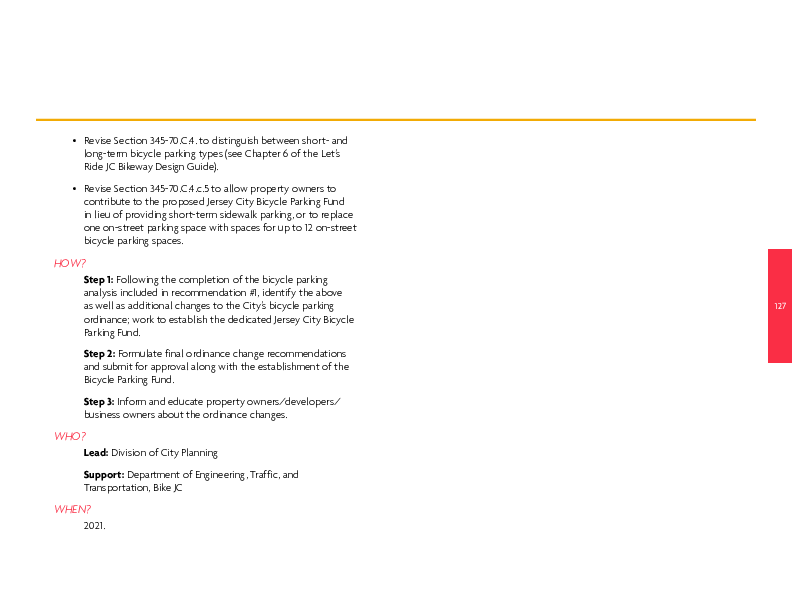 • Revise Section 345-70.C.4. to distinguish between short- and
long-term bicycle parking types (see Chapter 6 of the Let's
Ride JC Bikeway Design Guide).
• Revise Section 345-70.C.4.c.5 to allow property owners to
contribute to the proposed Jersey City Bicycle Parking Fund
in lieu of providing short-term sidewalk parking, or to replace
one on-street parking space with spaces for up to 12 on-street
bicycle parking spaces.
HOW?
Step 1: Following the completion of the bicycle parking
analysis included in recommendation #1, identify the above
as well as additional changes to the City's bicycle parking
ordinance; work to establish the dedicated Jersey City Bicycle
Parking Fund.
Step 2: Formulate final ordinance change recommendations
and submit for approval along with the establishment of the
Bicycle Parking Fund.
Step 3: Inform and educate property owners/developers/
business owners about the ordinance changes.
WHO?
Lead: Division of City Planning
Support: Department of Engineering, Traffic, and
Transportation, Bike JC
WHEN?
2021.
127